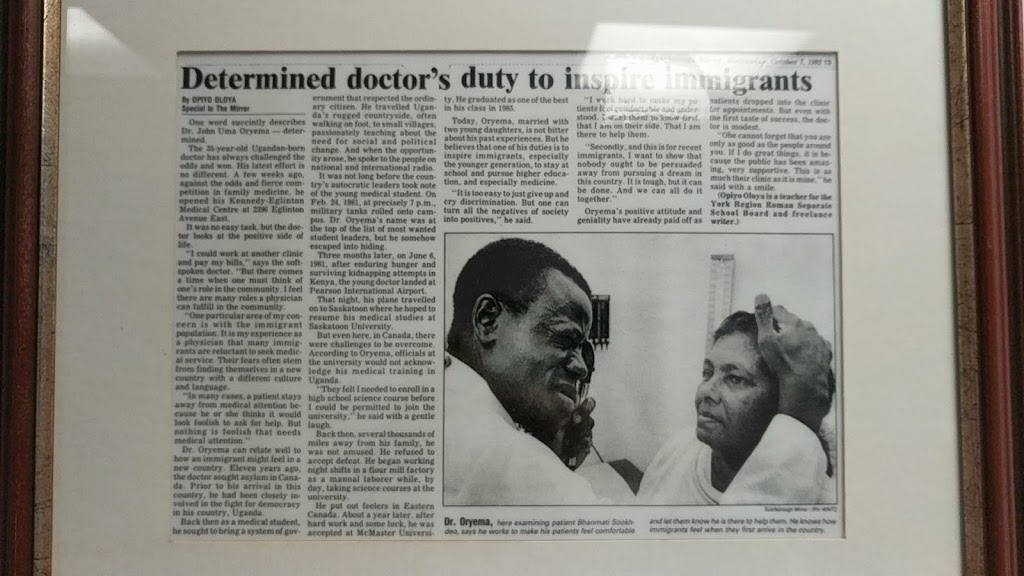 October 7, 13
Determined doctor's duty to inspire immigrants
By OPIYO OLOYA
Special to The Mirror
One word succintly describes
Dr. John Uma Oryema — deter-
mined.
The 35-year-old Ugandan-born
doctor has always challenged the
odds and won. His latest effort is
no different. A few weeks ago,
against the odds and fierce com-
petition in family medicine, he
opened his Kennedy-Eglinton
Medical Centre at 2296 Eglinton
Avenue East.
It was no easy task, but the doc-
tor looks at the positive side of
life.
"I could work at another clinic
and pay my bills," says the soft-
spoken doctor. "But there comes
a time when one must think of
one's role in the community. I feel
there are many roles a physician
can fulfill in the community.
"One particular area of my con-
cern is with the immigrant
population. It is my experience as
a physician that many immig-
rants are reluctant to seek medic-
al service. Their fears often stem
from finding themselves in a new
country with a different culture
and language.
"In many cases, a patient stays
away from medical attention be-
cause he or she thinks it would
look foolish to ask for help. But
nothing is foolish that needs
medical attention."
Dr. Oryema can relate well to
how an immigrant might feel in a
new country. Eleven years ago,
the doctor sought asylum in Cana-
da. Prior to his arrival in this
country, he had been closely in-
volved in the fight for democracy
in his country, Uganda.
Back then as a medical student,
he sought to bring a system of gov-
ernment that respected the ordin-
ary citizen. He travelled Ugan-
da's rugged countryside, often
walking on foot, to small villages,
passionately teaching about the
need for social and political
change. And when the opportun-
ity arose, he spoke to the people on
national and international radio.
It was not long before the coun-
try's autocratic leaders took note
of the young medical student. On
Feb. 24, 1981, at precisely 7 p.m.,
military tanks rolled onto cam-
pus. Dr. Oryema's name was at
the top of the list of most wanted
student leaders, but he somehow
escaped into hiding.
Three months later, on June 6,
1981, after enduring hunger and
surviving kidnapping attempts in
Kenya, the young doctor landed at
Pearson International Airport.
That night, his plane travelled
on to Saskatoon where he hoped to
resume his medical studies at
Saskatoon University.
But even here, in Canada, there
were challenges to be overcome.
According to Oryema, officials at
the university would not acknow-
ledge his medical training in
Uganda.
"They felt I needed to enroll in a
high school science course before
I could be permitted to join the
university," he said with a gentle
laugh.
Back then, several thousands of
miles away from his family, he
was not amused. He refused to
accept defeat. He began working
night shifts in a flour mill factory
as a manual laborer while, by
day, taking science courses at the
university.
He put out feelers in Eastern
Canada. About a year later, after
hard work and some luck, he was
accepted at McMaster Universi-
ty. He graduated as one of the best
in his class in 1985.
Today, Oryema, married with
two young daughters, is not bitter
about his past experiences. But he
believes that one of his duties is to
inspire immigrants, especially
the younger generation, to stay at
school and pursue higher educa-
tion, and especially medicine.
"It is too easy to just give up and
cry discrimination. But one can
turn all the negatives of society
into positives," he said.
"I work hard to make my pa-
tients feel comfortable and under-
stood. I want them to know first,
that I am on their side. That I am
there to help them.
"Secondly, and this is for recent
immigrants, I want to show that
nobody ought to be persuaded
away from pursuing a dream in
this country. It is tough, but it can
be done. And we can all do it
together."
Oryema's positive attitude and
geniality have already paid off as
patients dropped into the clinic
for appointments. But even with
the first taste of success, the doc-
tor is modest.
"One cannot forget that you are
only as good as the people around
you. If I do great things, it is be-
cause the public has been amaz-
ing, very supportive. This is as
much their clinic as it is mine," he
said with a smile.
(Opiyo Oloya is a teacher for the
York Region Roman Separate
School Board and freelance
writer.)
Scarborough Mirror
Dr. Oryema, here examining patient Bhanmati Sookh-
deo, says he works to make his patients feel comfortable
and let them know he is there to help them. He knows how
immigrants feel when they first arrive in the country.